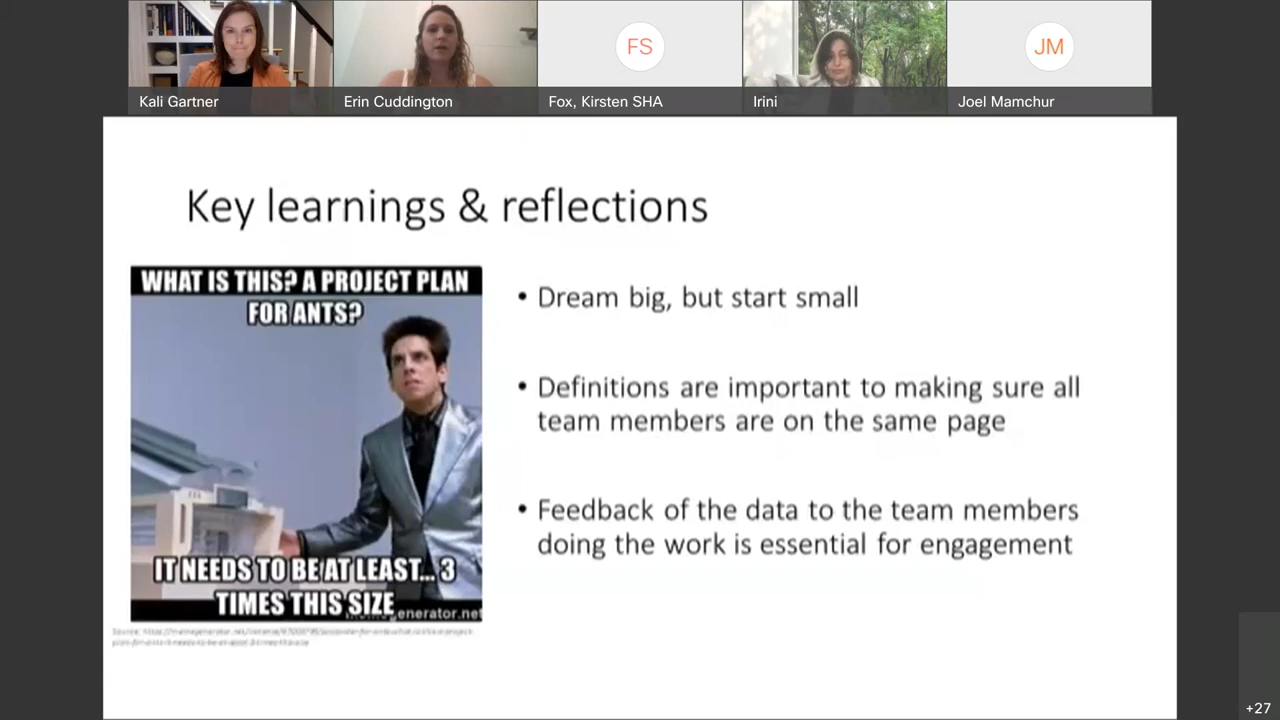 FS
JM
Kali Gartner
Erin Cuddington
Fox, Kirsten SHA
Irini
Joel Mamchur
Key learnings & reflections
WHAT IS THIS? A PROJECT PLAN
FOR ANTS?
IT NEEDS TO BE AT LEAST... 3
TIMES THIS SIZE
enerator.net
• Dream big, but start small
• Definitions are important to making sure all
team members are on the same page
• Feedback of the data to the team members
doing the work is essential for engagement
+27